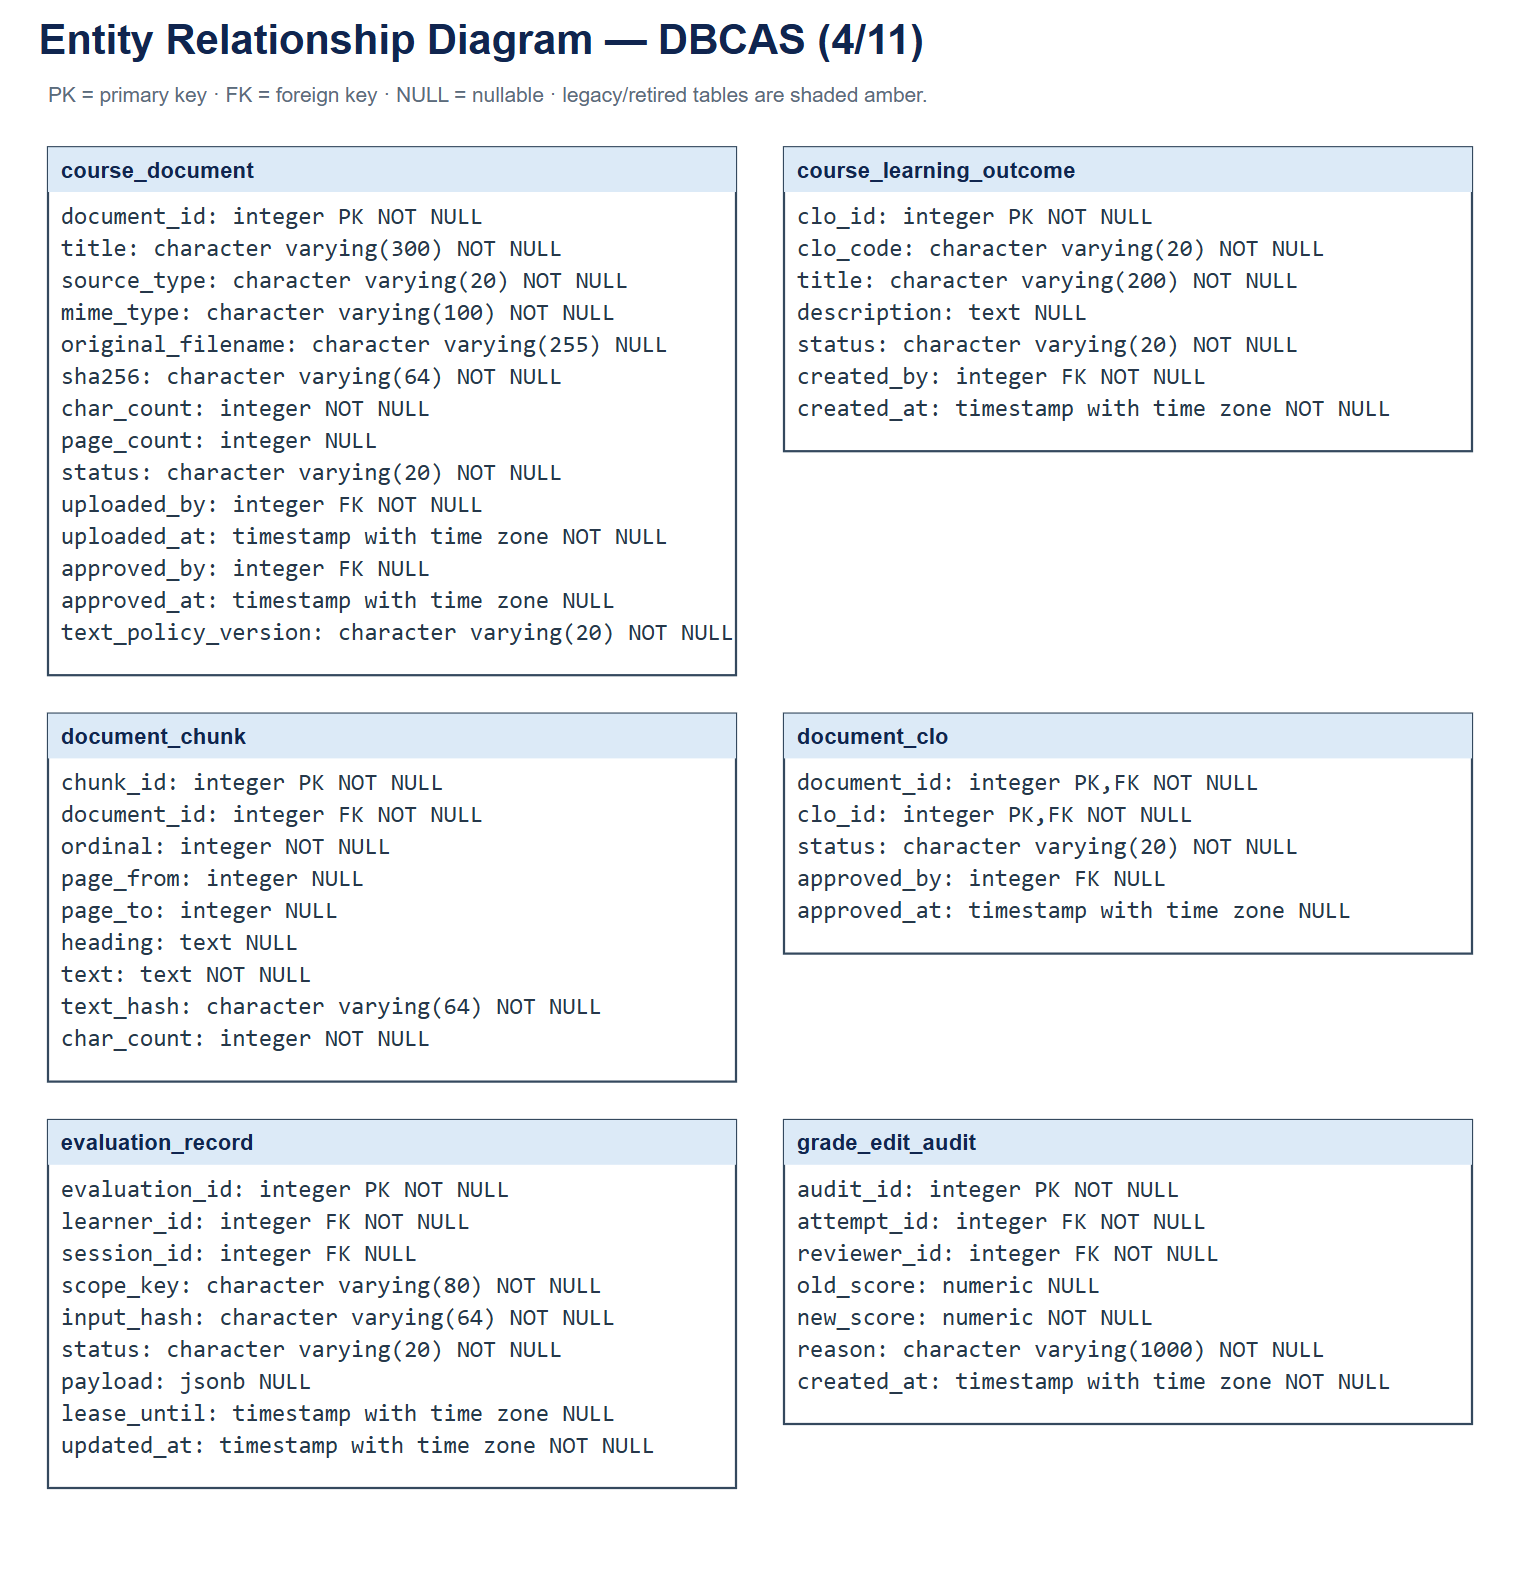 Entity Relationship Diagram — DBCAS (4/11)
PK = primary key · FK = foreign key · NULL = nullable · legacy/retired tables are shaded amber.
course_document
document_id: integer PK NOT NULL
title: character varying(300) NOT NULL
source_type: character varying(20) NOT NULL
mime_type: character varying(100) NOT NULL
original_filename: character varying(255) NULL
sha256: character varying(64) NOT NULL
char_count: integer NOT NULL
page_count: integer NULL
status: character varying(20) NOT NULL
uploaded_by: integer FK NOT NULL
uploaded_at: timestamp with time zone NOT NULL
approved_by: integer FK NULL
approved_at: timestamp with time zone NULL
text_policy_version: character varying(20) NOT NULL
course_learning_outcome
clo_id: integer PK NOT NULL
clo_code: character varying(20) NOT NULL
title: character varying(200) NOT NULL
description: text NULL
status: character varying(20) NOT NULL
created_by: integer FK NOT NULL
created_at: timestamp with time zone NOT NULL
document_chunk
chunk_id: integer PK NOT NULL
document_id: integer FK NOT NULL
ordinal: integer NOT NULL
page_from: integer NULL
page_to: integer NULL
heading: text NULL
text: text NOT NULL
text_hash: character varying(64) NOT NULL
char_count: integer NOT NULL
document_clo
document_id: integer PK,FK NOT NULL
clo_id: integer PK,FK NOT NULL
status: character varying(20) NOT NULL
approved_by: integer FK NULL
approved_at: timestamp with time zone NULL
evaluation_record
evaluation_id: integer PK NOT NULL
learner_id: integer FK NOT NULL
session_id: integer FK NULL
scope_key: character varying(80) NOT NULL
input_hash: character varying(64) NOT NULL
status: character varying(20) NOT NULL
payload: jsonb NULL
lease_until: timestamp with time zone NULL
updated_at: timestamp with time zone NOT NULL
grade_edit_audit
audit_id: integer PK NOT NULL
attempt_id: integer FK NOT NULL
reviewer_id: integer FK NOT NULL
old_score: numeric NULL
new_score: numeric NOT NULL
reason: character varying(1000) NOT NULL
created_at: timestamp with time zone NOT NULL